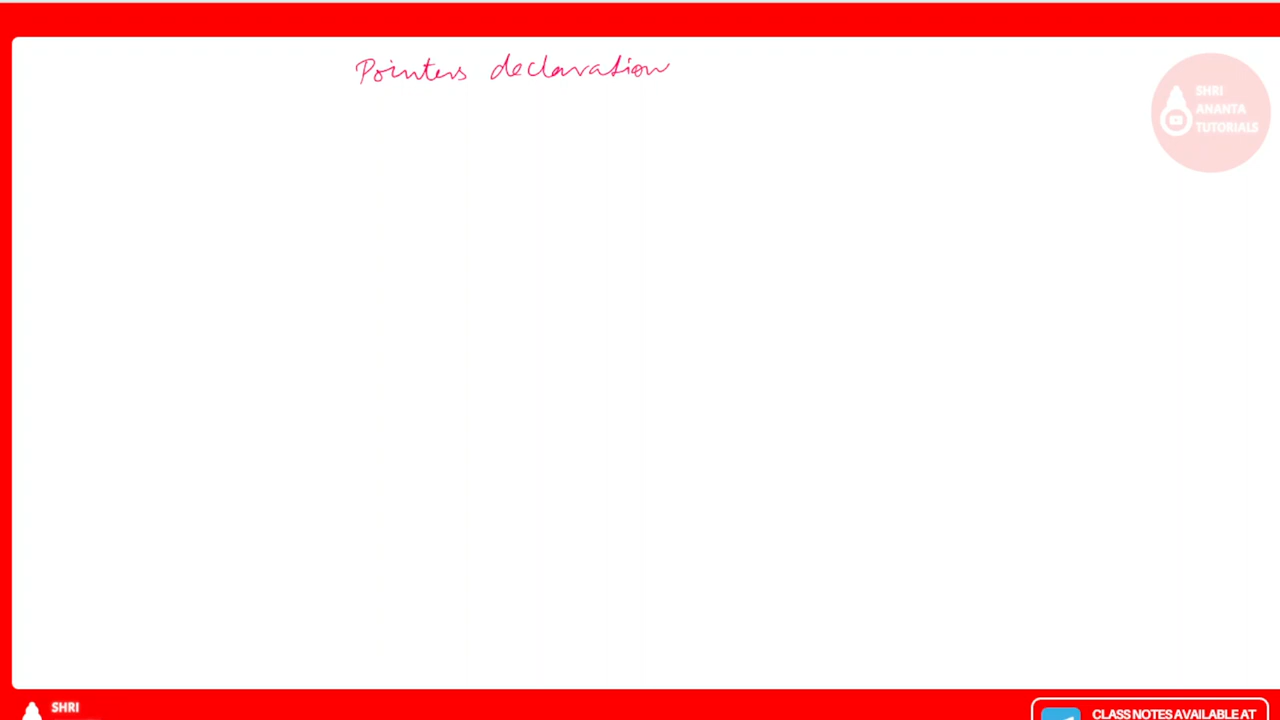 Pointers declaration
SHRI
ANANTA
TUTORIALS
SHRI
CLASS NOTES AVAILABLE AT